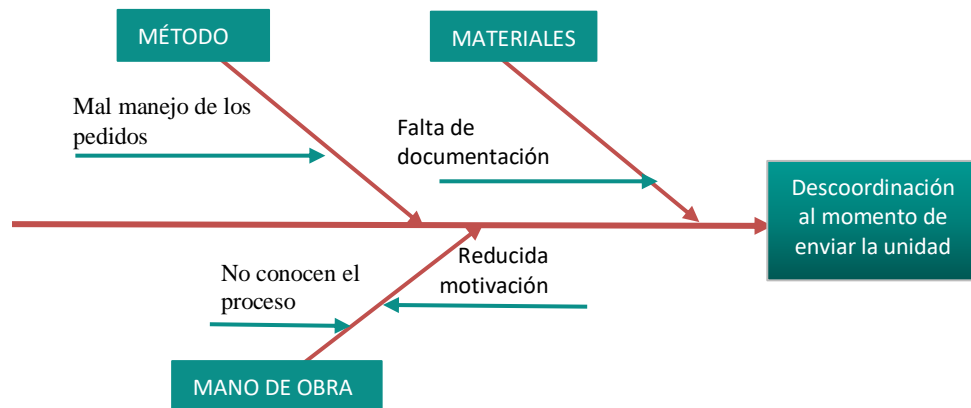 MÉTODO
MATERIALES
Mal manejo de los
pedidos
Falta de
documentación
Descoordinación
al momento de
enviar la unidad
No conocen el
proceso
Reducida
motivación
MANO DE OBRA